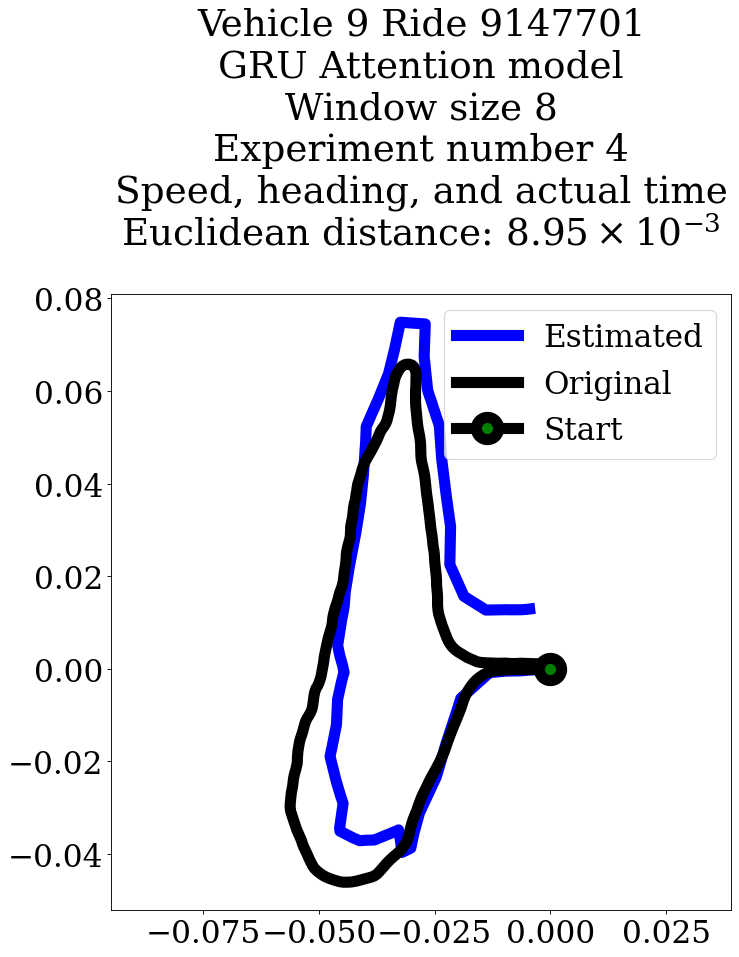 Vehicle 9 Ride 9147701
GRU Attention model
Window size 8
Experiment number 4
Speed, heading, and actual time
Euclidean distance: 8.95 × 10⁻³
Estimated
Original
Start
0.08
0.06
0.04
0.02
0.00
−0.02
−0.04
−0.075 −0.050 −0.025 0.000 0.025